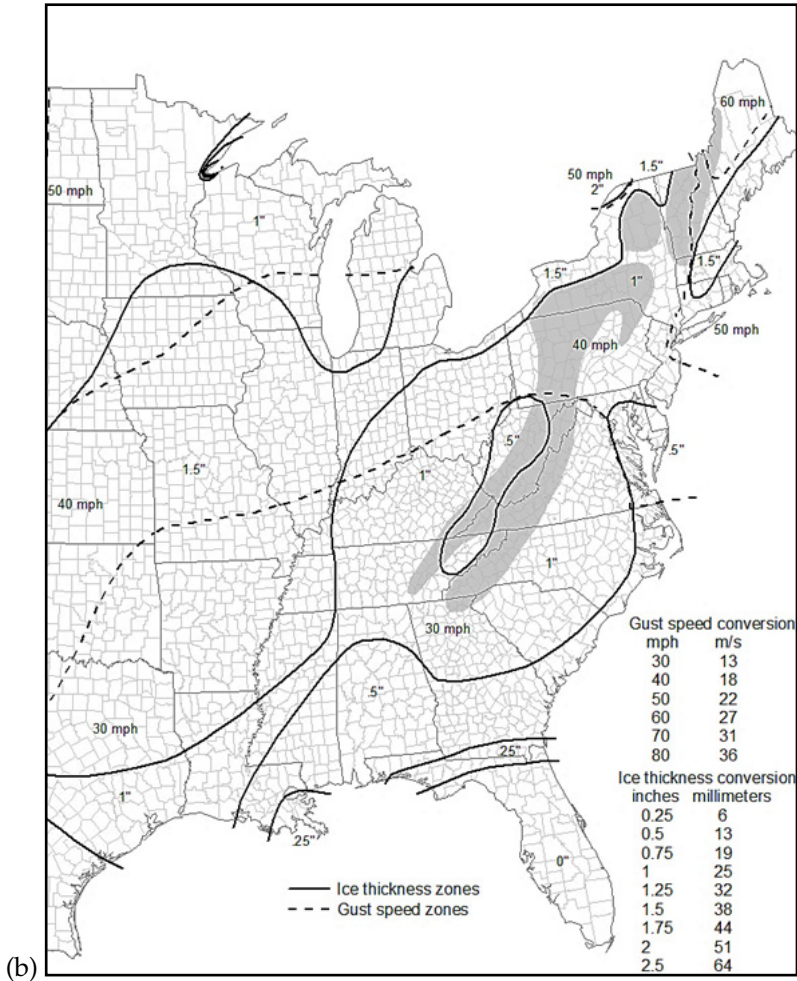 60 mph
1.5"
50 mph
2"
50 mph
1"
1.5"
1.5"
1"
50 mph
40 mph
.5"
1"
.5"
1.5"
40 mph
1"
30 mph
Gust speed conversion
mph m/s
30 13
40 18
50 22
60 27
70 31
80 36
.5"
30 mph
.25"
Ice thickness conversion
inches millimeters
0.25 6
0.5 13
0.75 19
1 25
1.25 32
1.5 38
1.75 44
2 51
2.5 64
1"
.25"
0"
Ice thickness zones
Gust speed zones
(b)